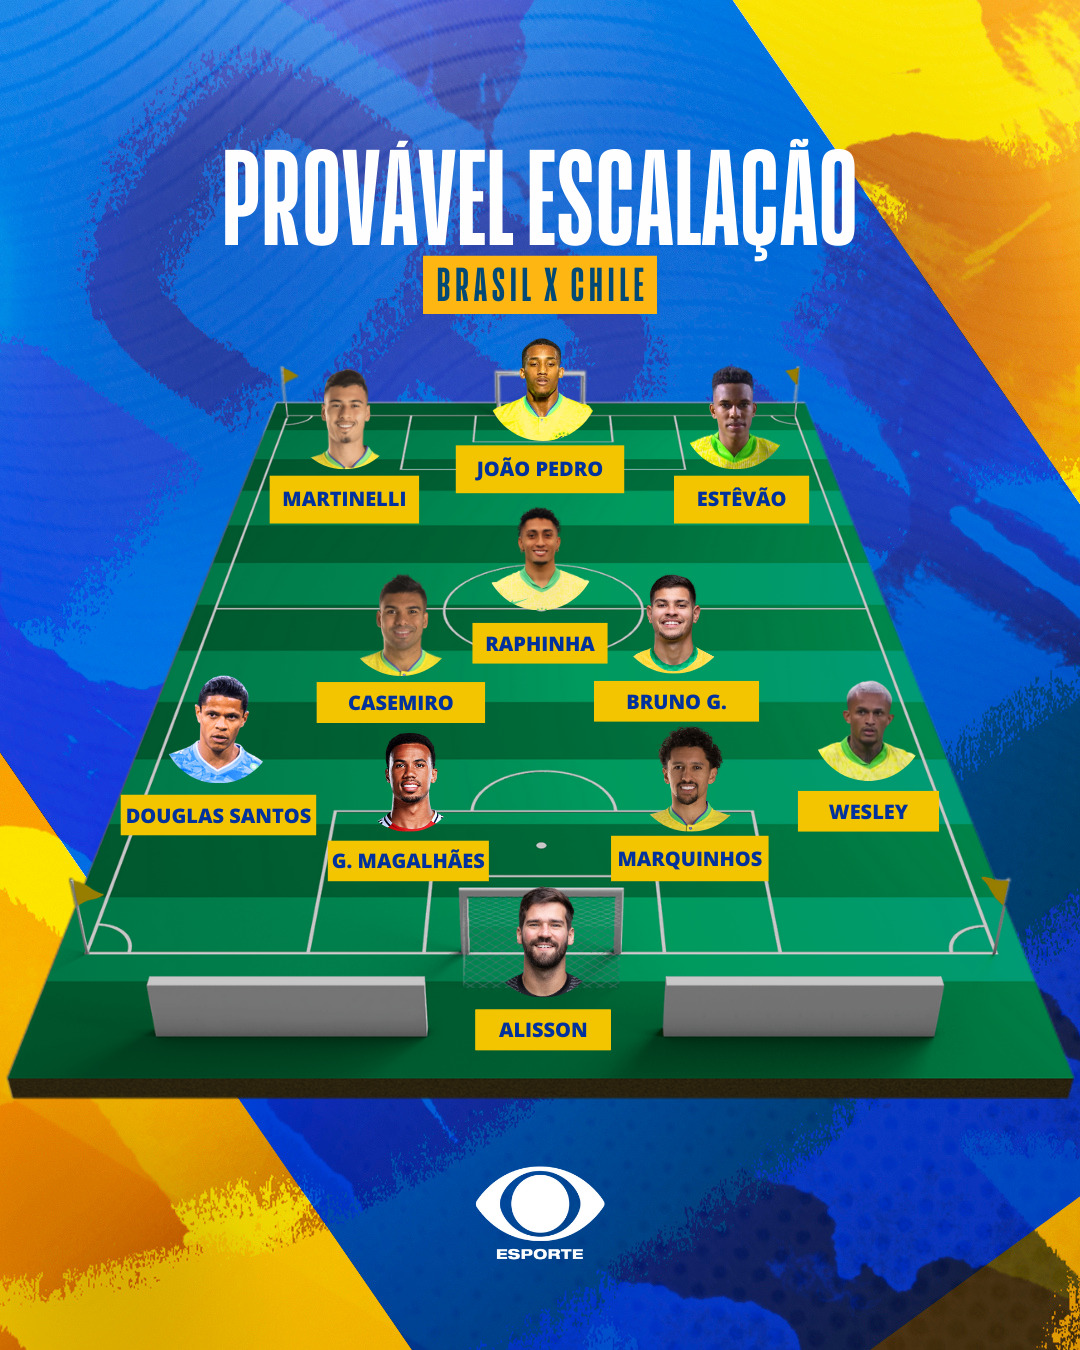 PROVÁVEL ESCALAÇÃO
BRASIL X CHILE
JOÃO PEDRO
MARTINELLI
ESTÊVÃO
RAPHINHA
CASEMIRO
BRUNO G.
DOUGLAS SANTOS
WESLEY
G. MAGALHÃES
MARQUINHOS
ALISSON
ESPORTE